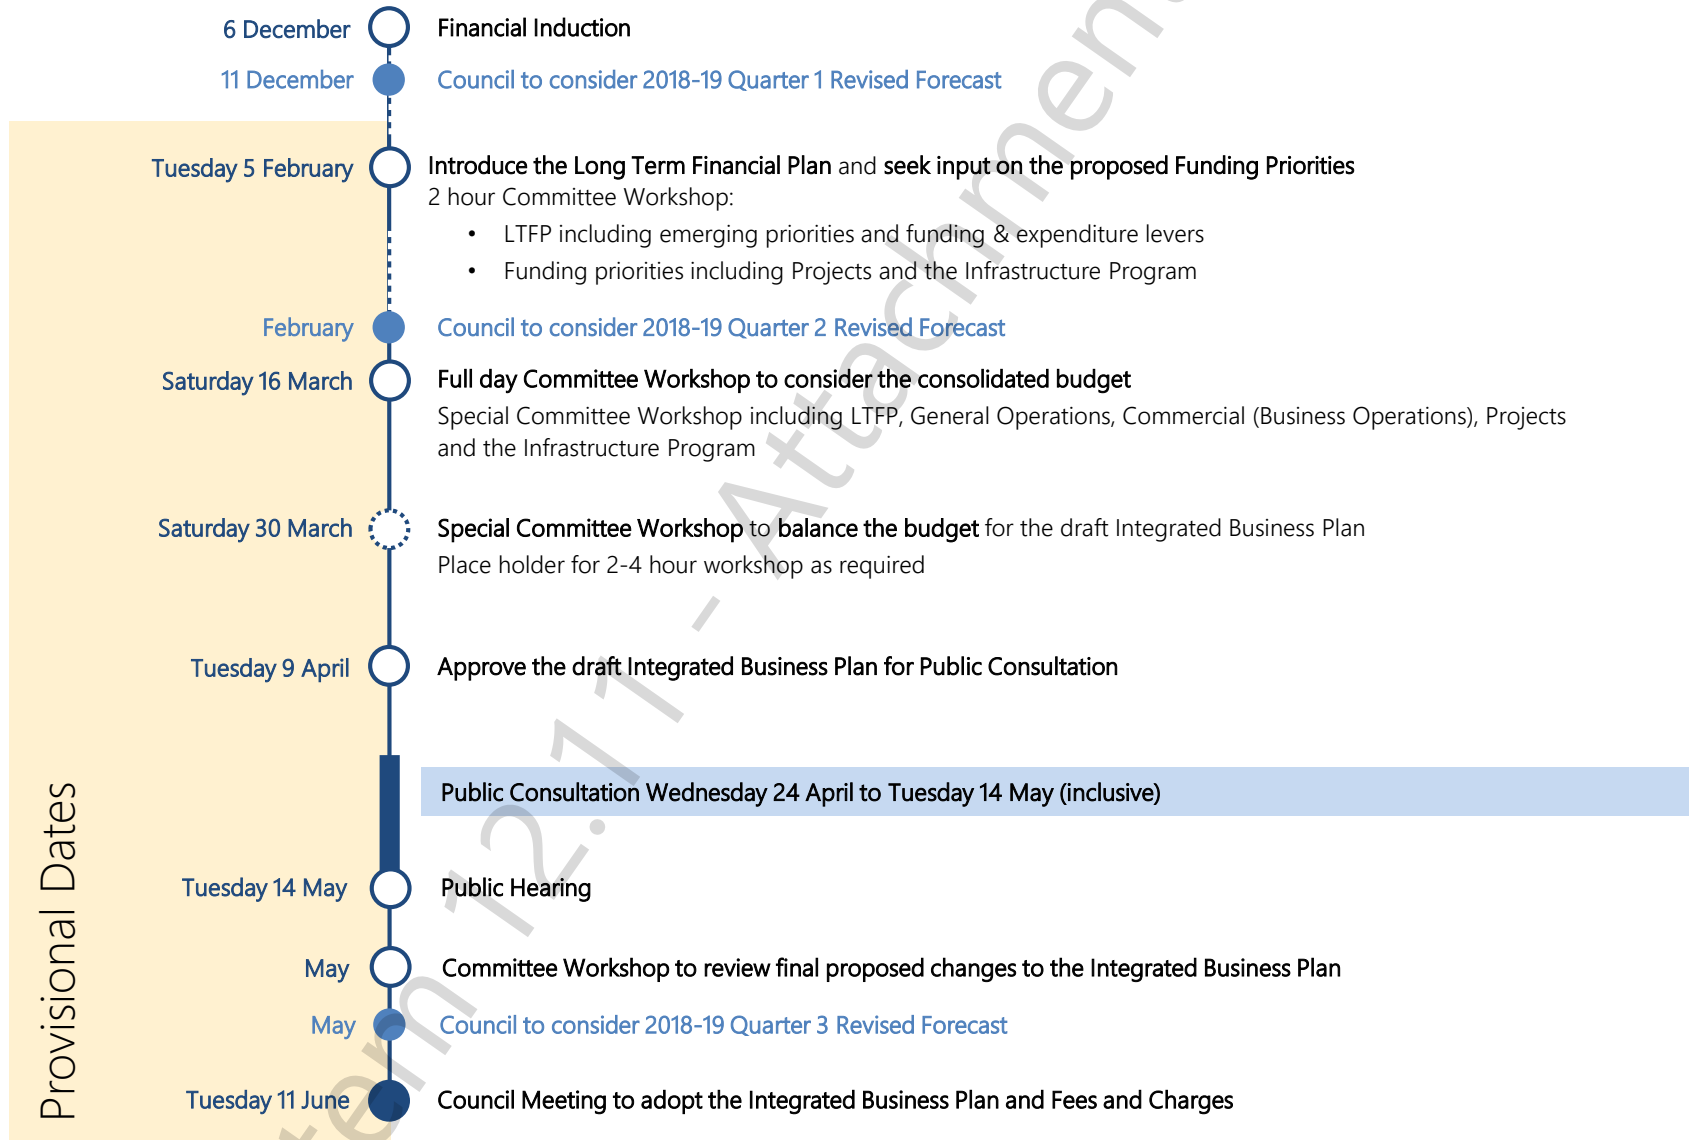 6 December Financial Induction
11 December Council to consider 2018-19 Quarter 1 Revised Forecast
Tuesday 5 February Introduce the Long Term Financial Plan and seek input on the proposed Funding Priorities
2 hour Committee Workshop:
• LTFP including emerging priorities and funding & expenditure levers
• Funding priorities including Projects and the Infrastructure Program
February Council to consider 2018-19 Quarter 2 Revised Forecast
Saturday 16 March Full day Committee Workshop to consider the consolidated budget
Special Committee Workshop including LTFP, General Operations, Commercial (Business Operations), Projects
and the Infrastructure Program
Saturday 30 March Special Committee Workshop to balance the budget for the draft Integrated Business Plan
Place holder for 2-4 hour workshop as required
Tuesday 9 April Approve the draft Integrated Business Plan for Public Consultation
Public Consultation Wednesday 24 April to Tuesday 14 May (inclusive)
Tuesday 14 May Public Hearing
May Committee Workshop to review final proposed changes to the Integrated Business Plan
May Council to consider 2018-19 Quarter 3 Revised Forecast
Tuesday 11 June Council Meeting to adopt the Integrated Business Plan and Fees and Charges
Provisional Dates
tem 12.11 - Attachmen